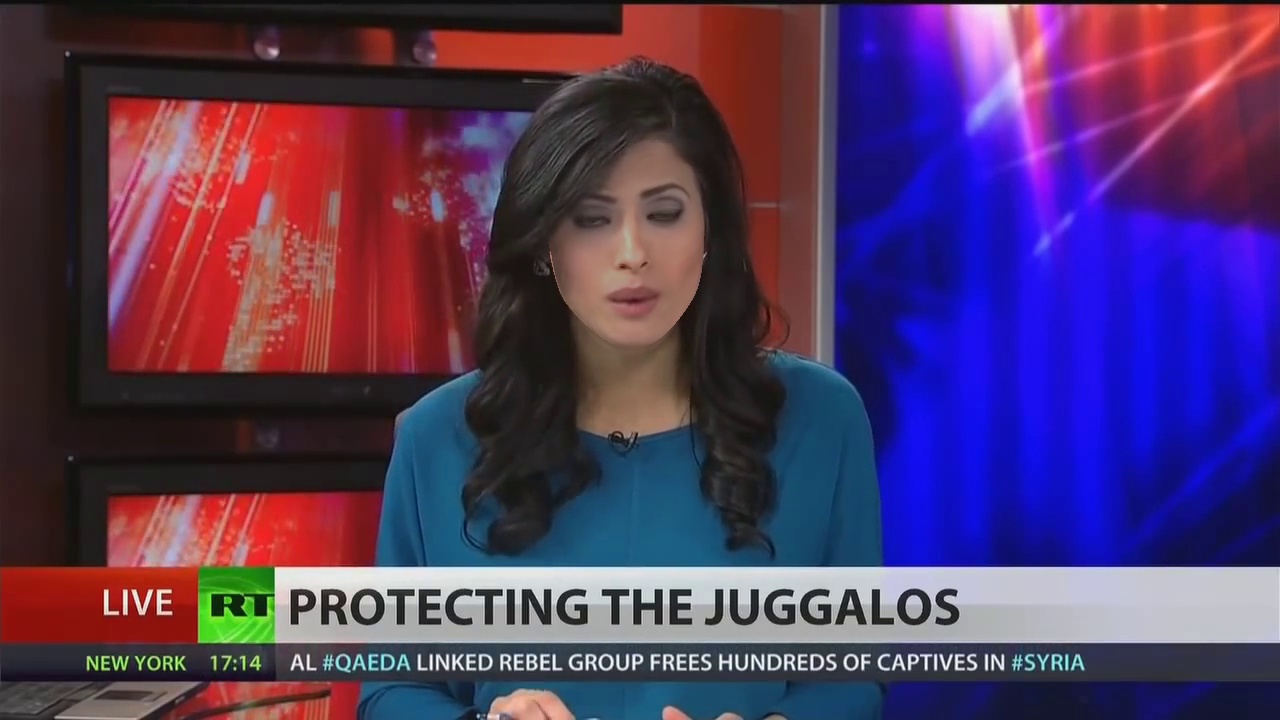 LIVE RT PROTECTING THE JUGGALOS
NEW YORK 17:14 AL #QAEDA LINKED REBEL GROUP FREES HUNDREDS OF CAPTIVES IN #SYRIA